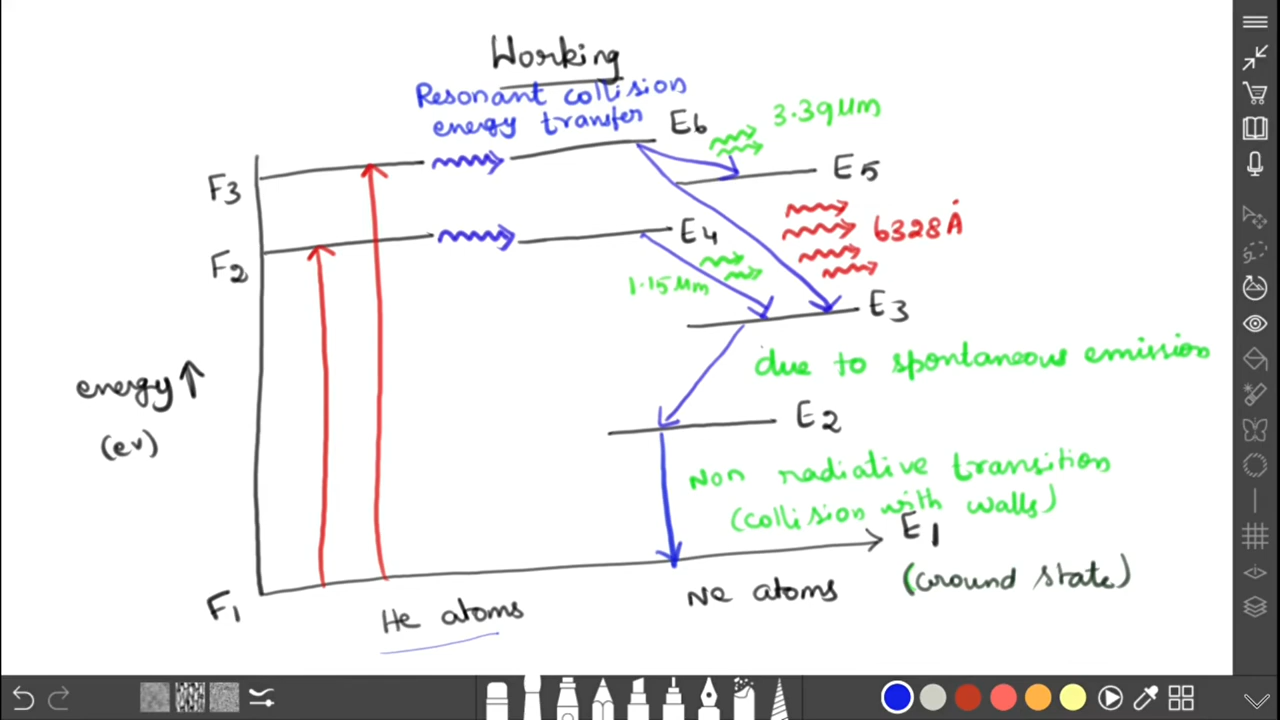 Working
Resonant collision
energy transfer
E6
3.39μm
F3
E5
F2
E4
6328Å
1.15μm
E3
due to spontaneous emission
energy↑
(ev)
E2
Non radiative transition
(collision with walls)
E1
(Ground state)
F1
He atoms
Ne atoms